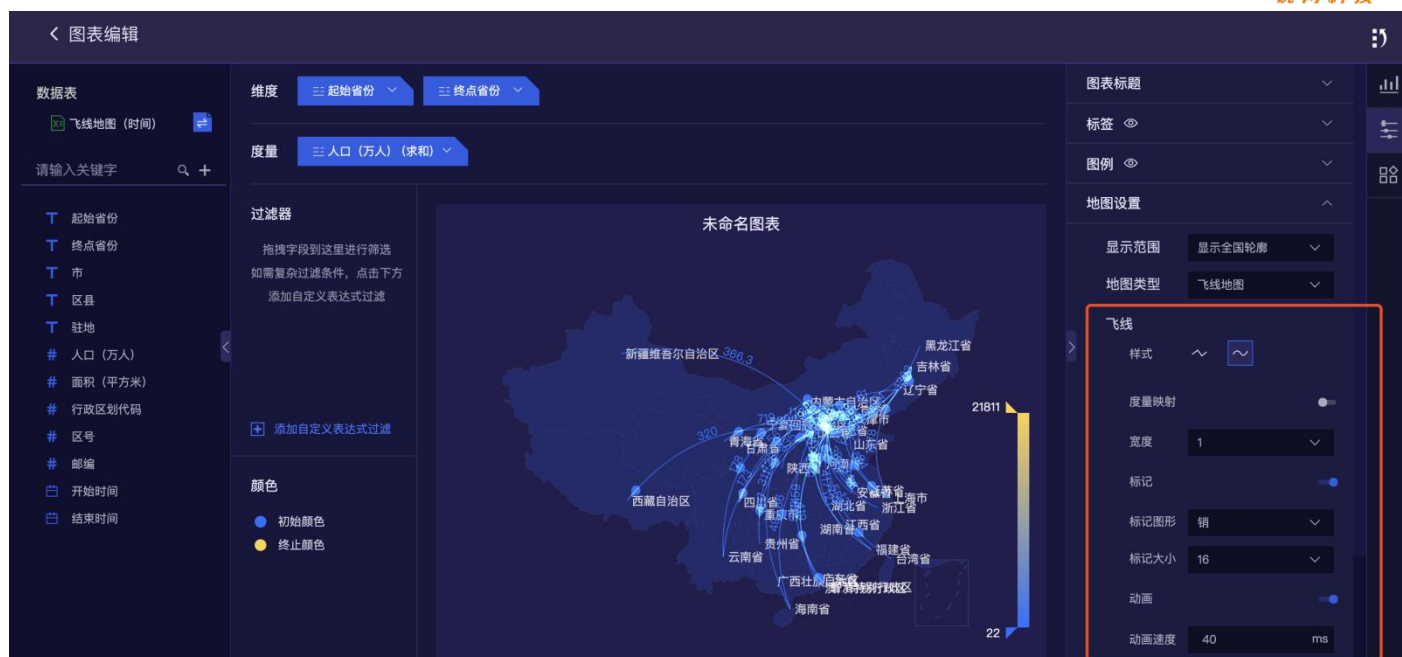 图表编辑
数据表
飞线地图（时间）
请输入关键字
起始省份
终点省份
市
区县
驻地
人口（万人）
面积（平方米）
行政区划代码
区号
邮编
开始时间
结束时间
维度
起始省份
终点省份
度量
人口（万人）(求和)
过滤器
拖拽字段到这里进行筛选
如需复杂过滤条件，点击下方
添加自定义表达式过滤
添加自定义表达式过滤
颜色
初始颜色
终止颜色
未命名图表
黑龙江省
新疆维吾尔自治区
366.3
吉林省
辽宁省
内蒙古自治区
320
青海省
甘肃省
山东省
陕西
西藏自治区
四川省
重庆市
安徽省
上海市
湖北省
浙江省
湖南省
江西省
贵州省
云南省
福建省
台湾省
广西壮
海南省
21811
22
图表标题
标签
图例
地图设置
显示范围
显示全国轮廓
地图类型
飞线地图
飞线
样式
度量映射
宽度
1
标记
标记图形
销
标记大小
16
动画
动画速度
40
ms